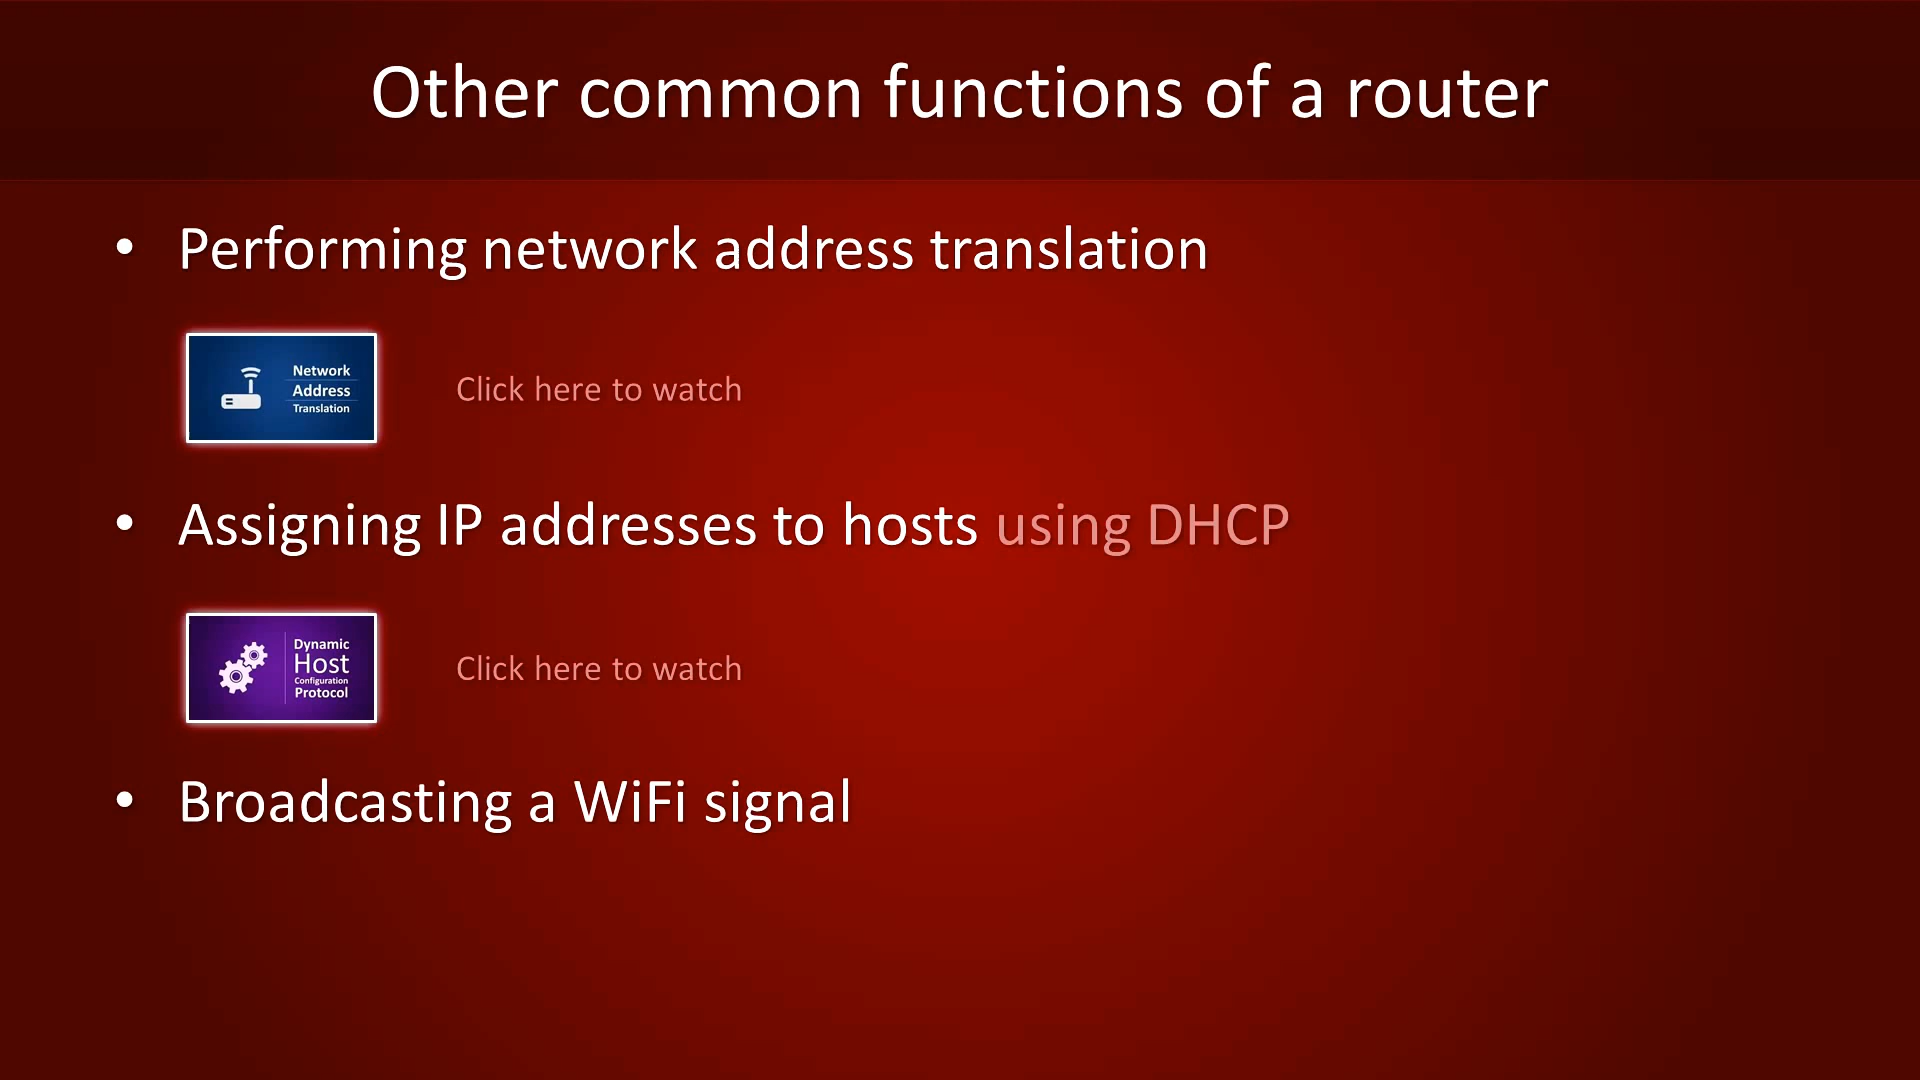 Other common functions of a router
• Performing network address translation
Network
Address
Translation
Click here to watch
• Assigning IP addresses to hosts using DHCP
Dynamic
Host
Configuration
Protocol
Click here to watch
• Broadcasting a WiFi signal